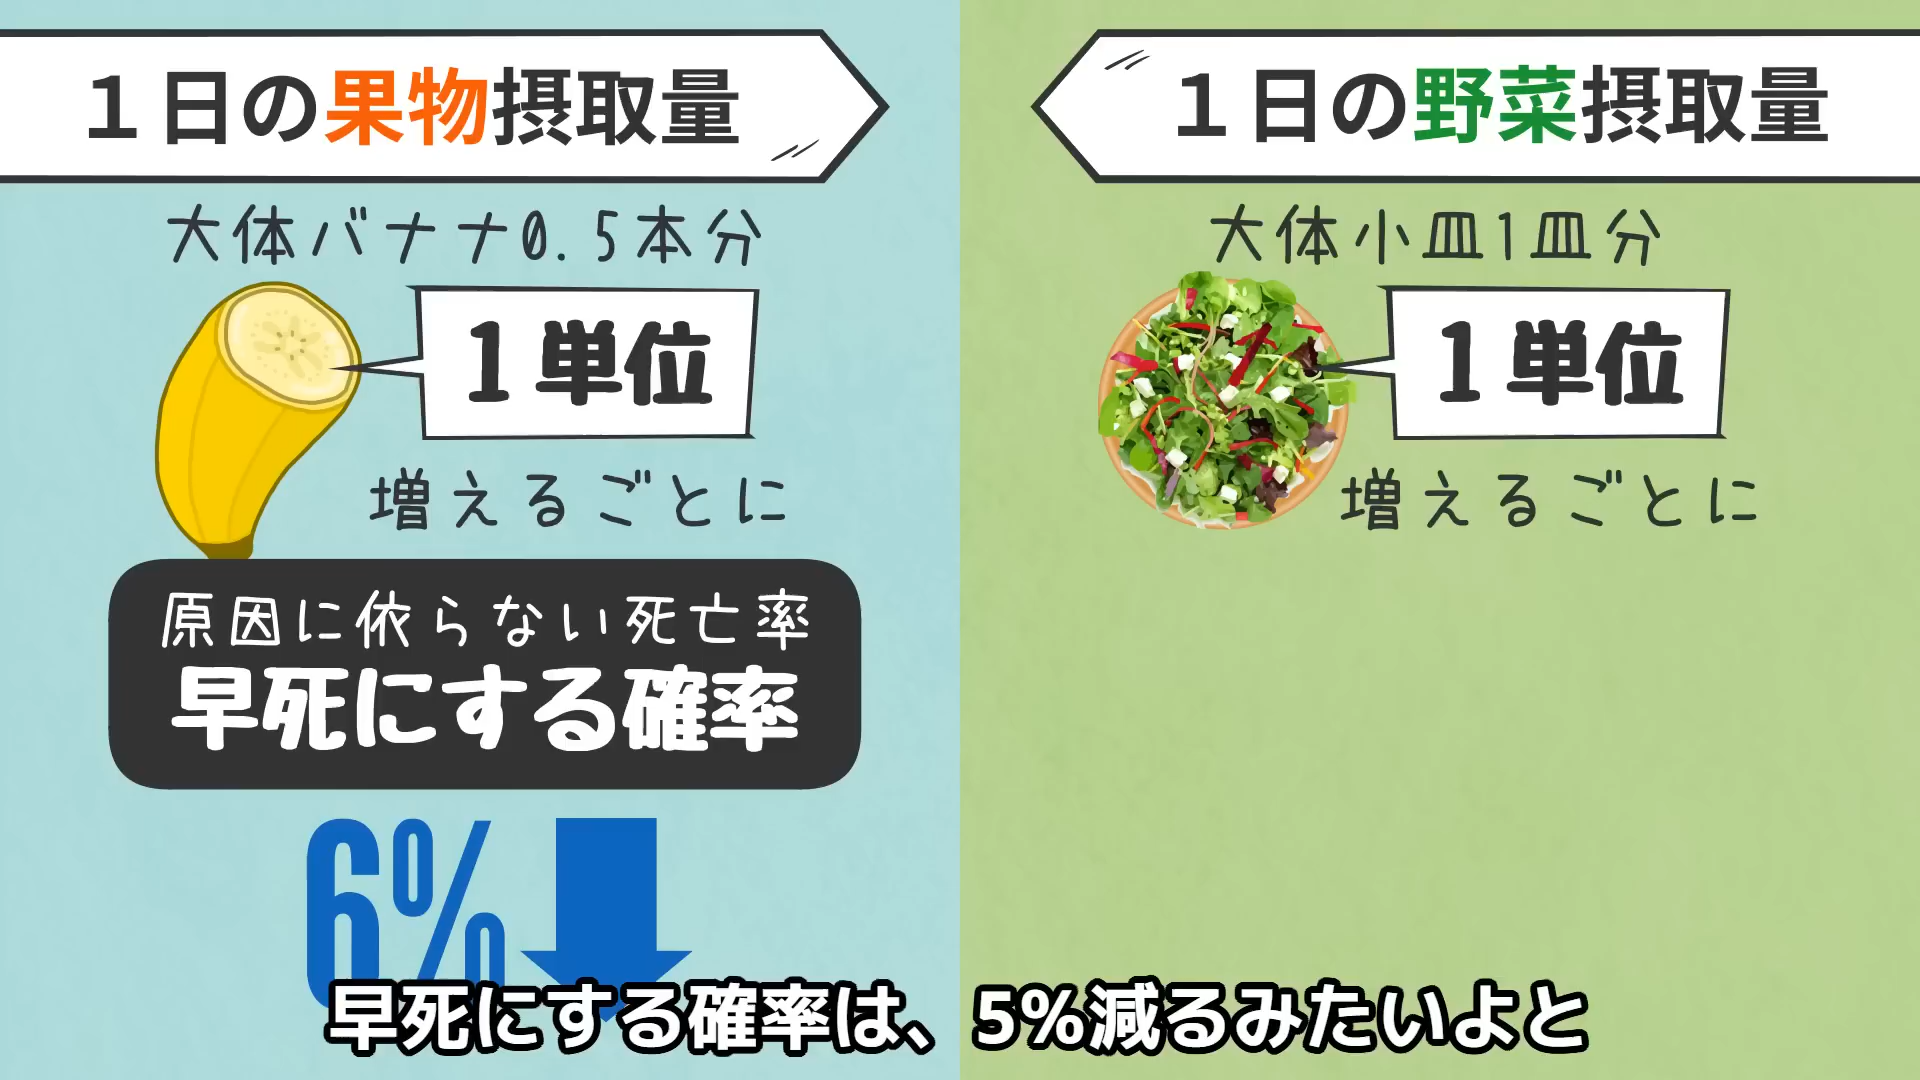 １日の果物摂取量
大体バナナ0.5本分
１単位
増えるごとに
原因に依らない死亡率
早死にする確率
6%
１日の野菜摂取量
大体小皿1皿分
１単位
増えるごとに
早死にする確率は、5%減るみたいよと